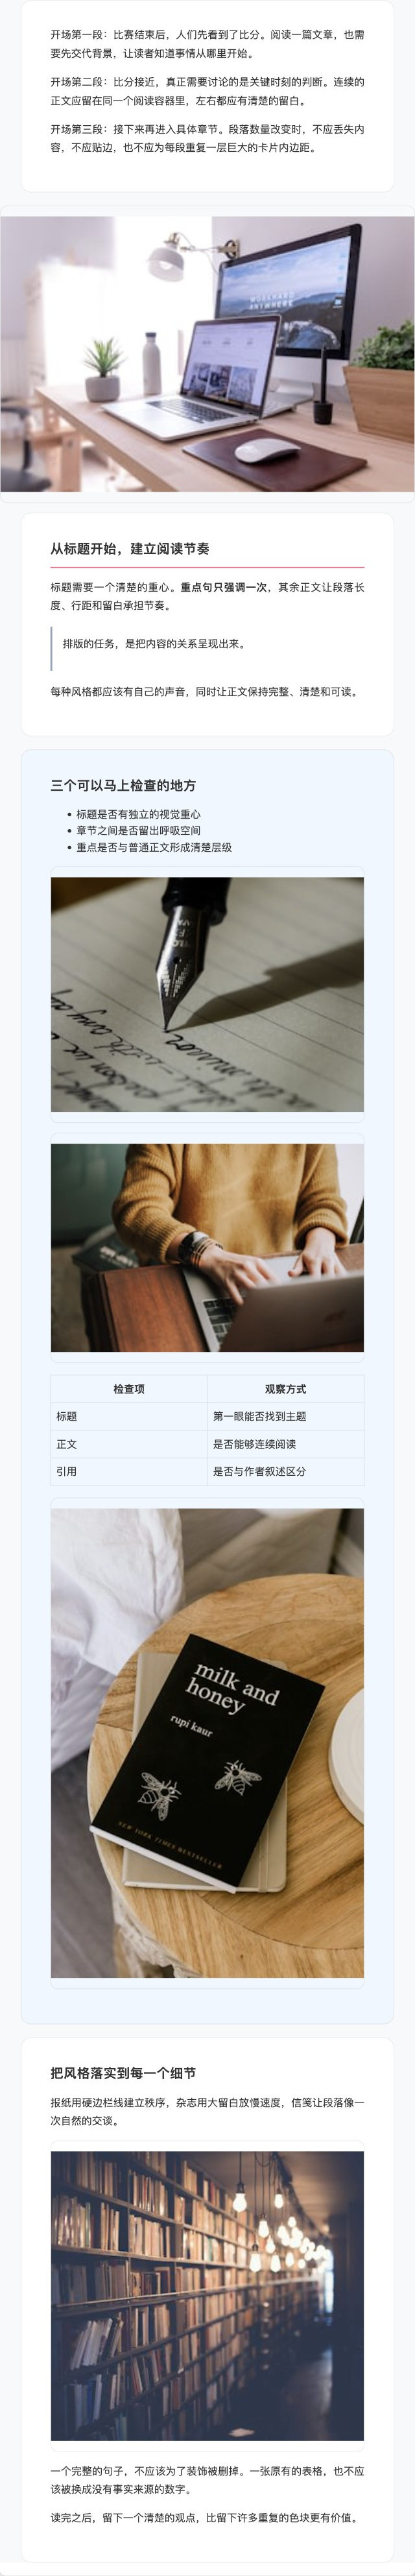 开场第一段：比赛结束后，人们先看到了比分。阅读一篇文章，也需
要先交代背景，让读者知道事情从哪里开始。
开场第二段：比分接近，真正需要讨论的是关键时刻的判断。连续的
正文应留在同一个阅读容器里，左右都应有清楚的留白。
开场第三段：接下来再进入具体章节。段落数量改变时，不应丢失内
容，不应贴边，也不应为每段重复一层巨大的卡片内边距。
WORK HARD
ANYWHERE
从标题开始，建立阅读节奏
标题需要一个清楚的重心。重点句只强调一次，其余正文让段落长
度、行距和留白承担节奏。
排版的任务，是把内容的关系呈现出来。
每种风格都应该有自己的声音，同时让正文保持完整、清楚和可读。
三个可以马上检查的地方
标题是否有独立的视觉重心
章节之间是否留出呼吸空间
重点是否与普通正文形成清楚层级
检查项 观察方式
标题 第一眼能否找到主题
正文 是否能够连续阅读
引用 是否与作者叙述区分
milk and
honey
rupi kaur
NEW YORK TIMES BESTSELLER
把风格落实到每一个细节
报纸用硬边栏线建立秩序，杂志用大留白放慢速度，信笺让段落像一
次自然的交谈。
一个完整的句子，不应该为了装饰被删掉。一张原有的表格，也不应
该被换成没有事实来源的数字。
读完之后，留下一个清楚的观点，比留下许多重复的色块更有价值。